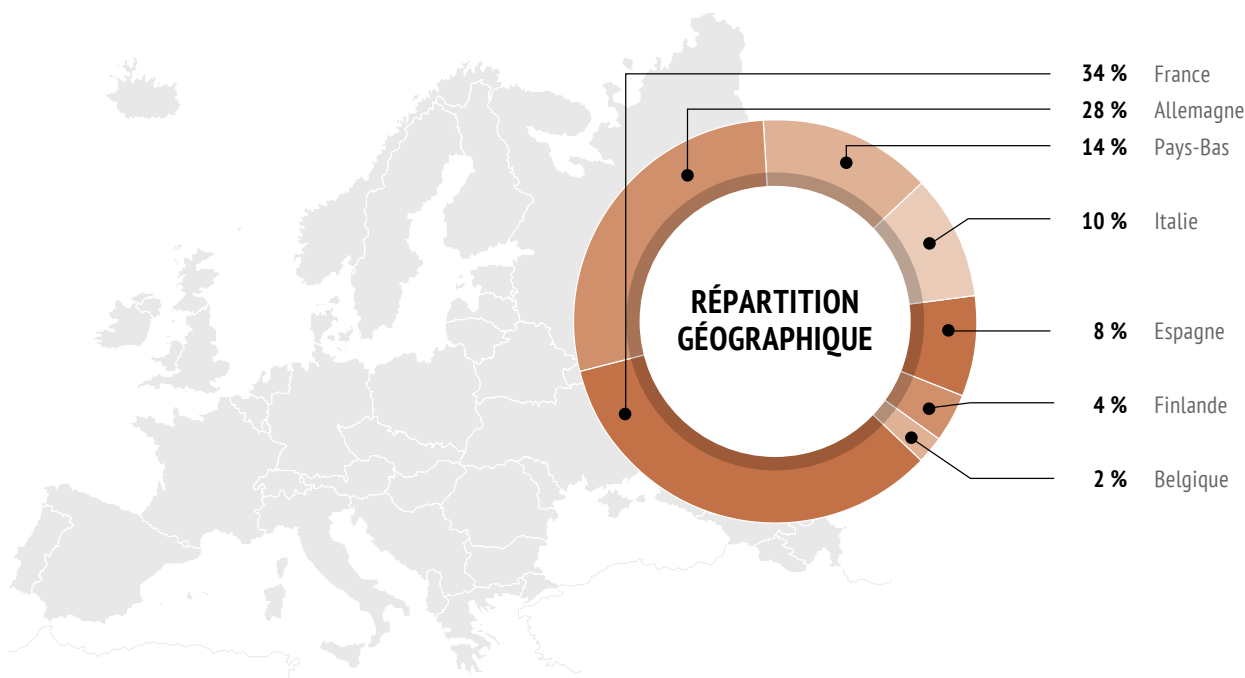 34 % France
28 % Allemagne
14 % Pays-Bas
10 % Italie
RÉPARTITION
GÉOGRAPHIQUE
8 % Espagne
4 % Finlande
2 % Belgique